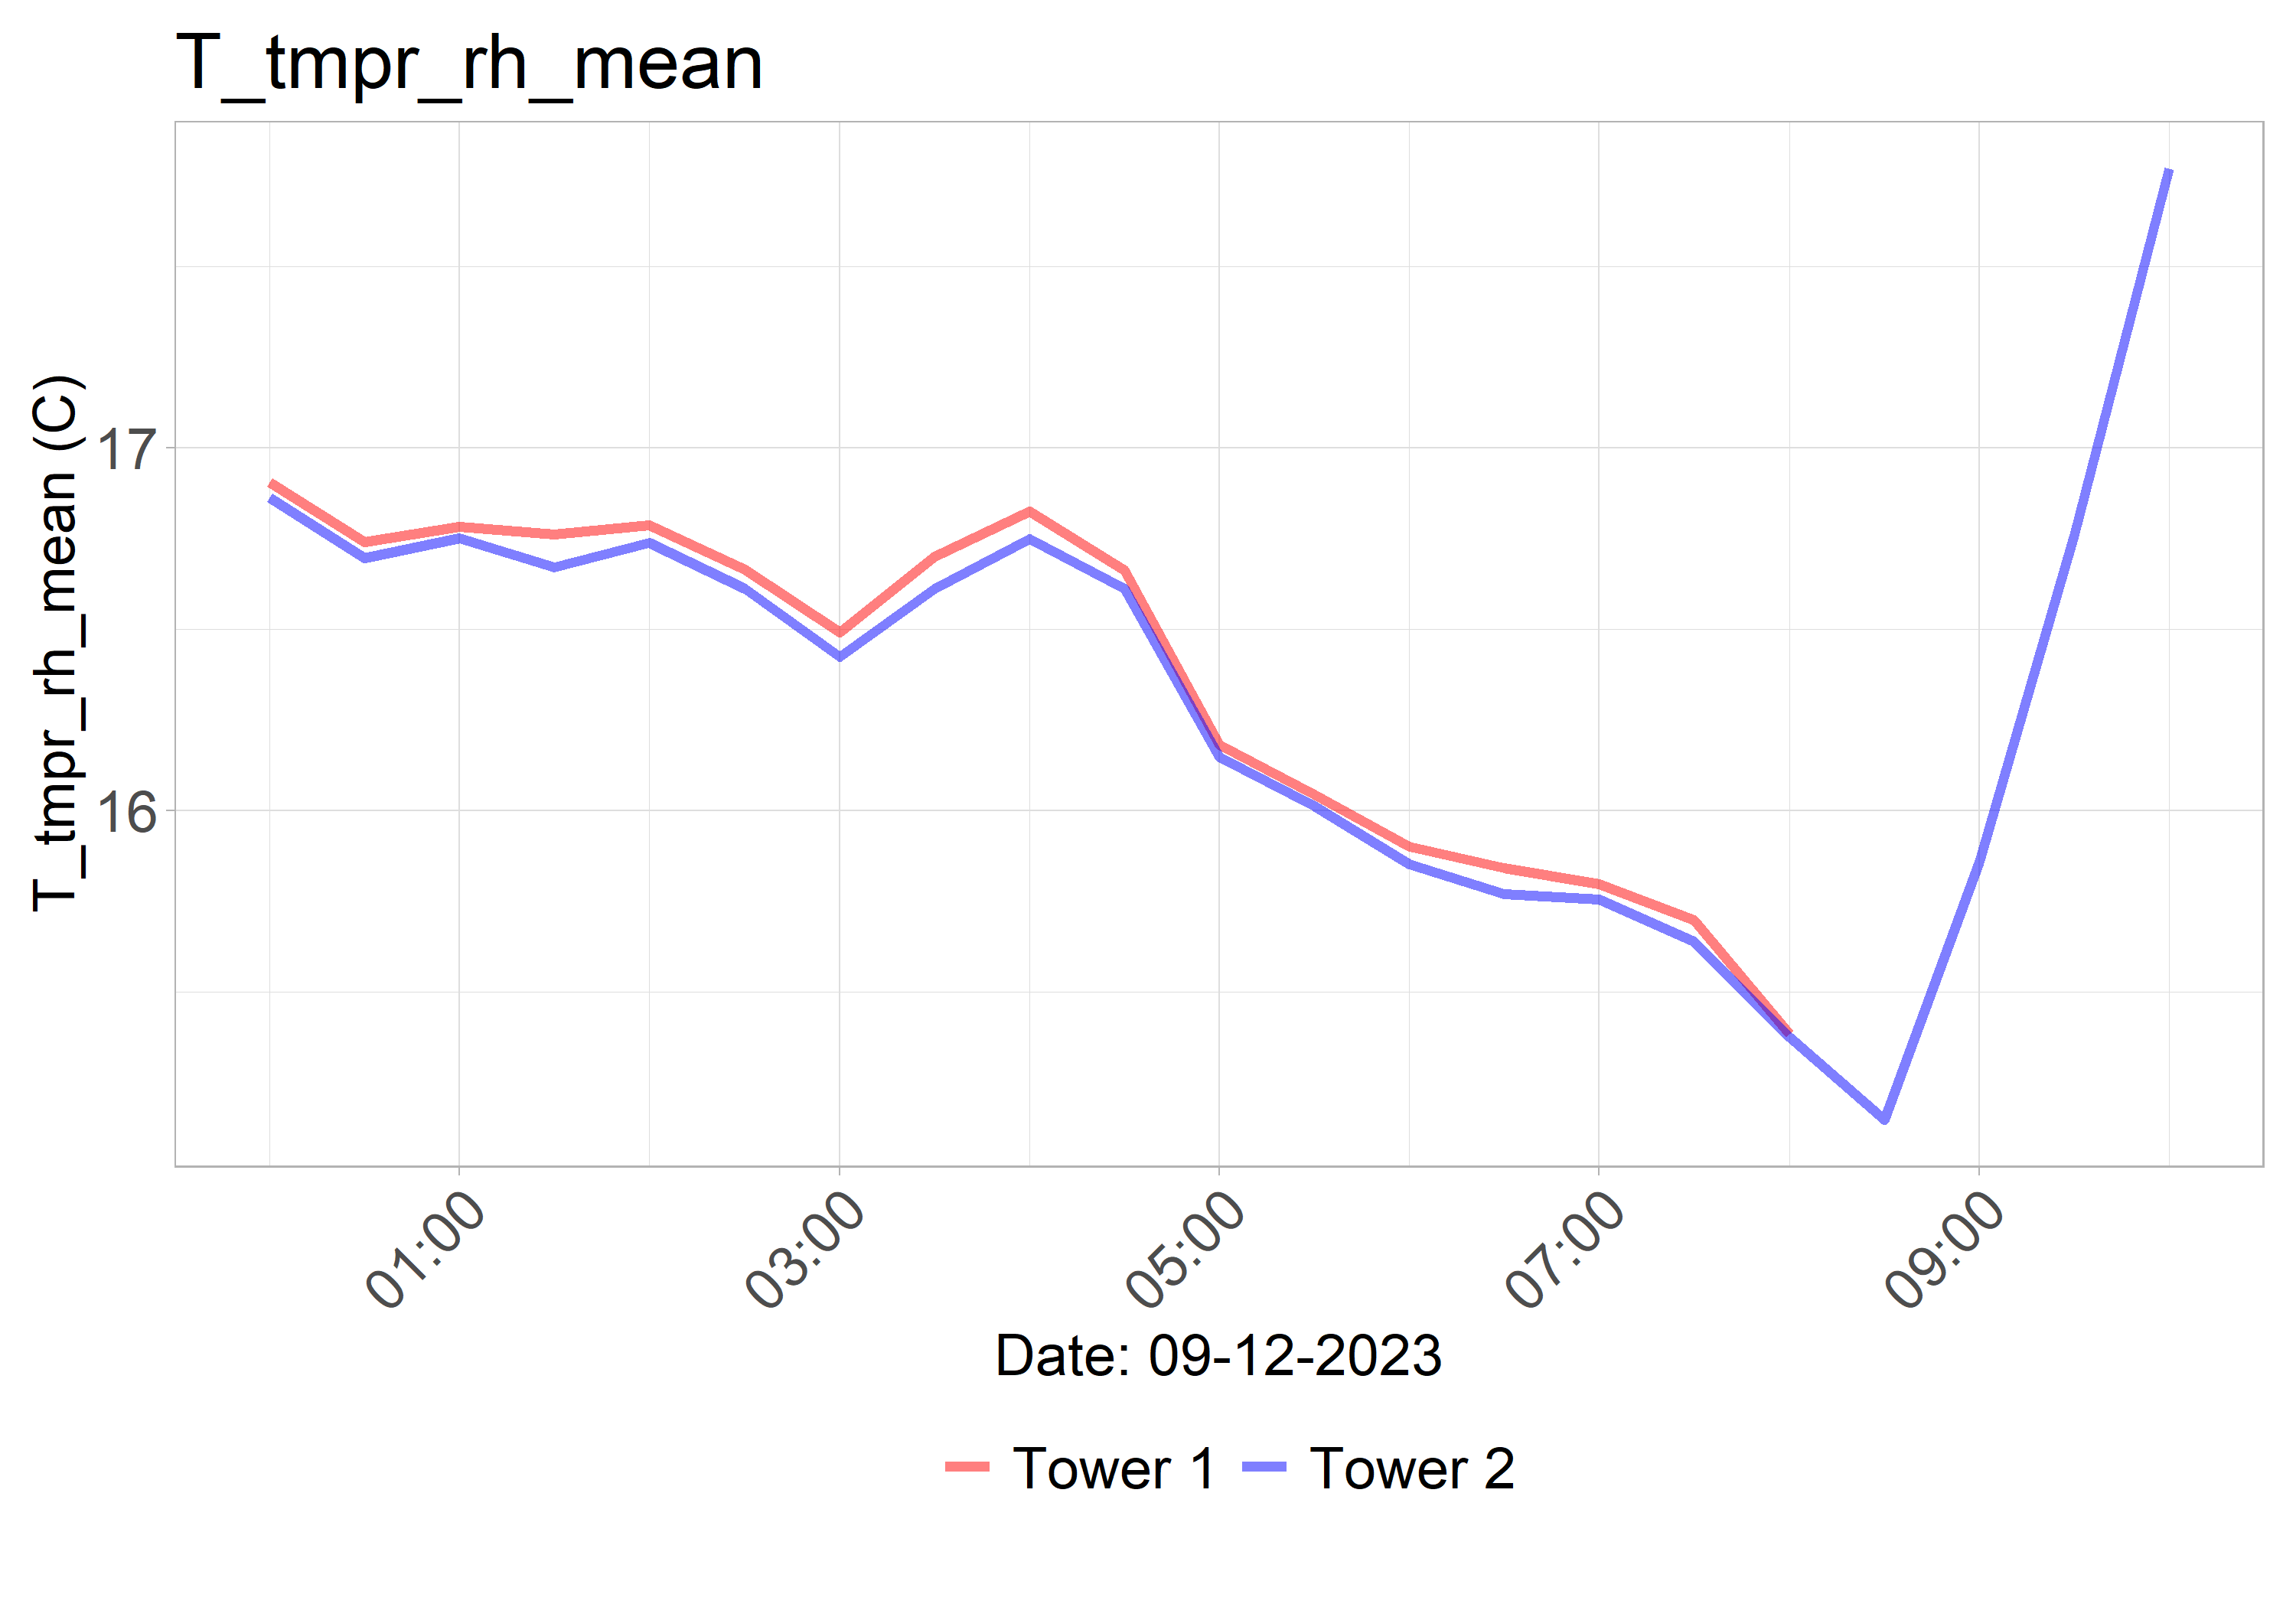 T_tmpr_rh_mean
T_tmpr_rh_mean (C)
17
16
01:00
03:00
05:00
07:00
09:00
Date: 09-12-2023
Tower 1
Tower 2